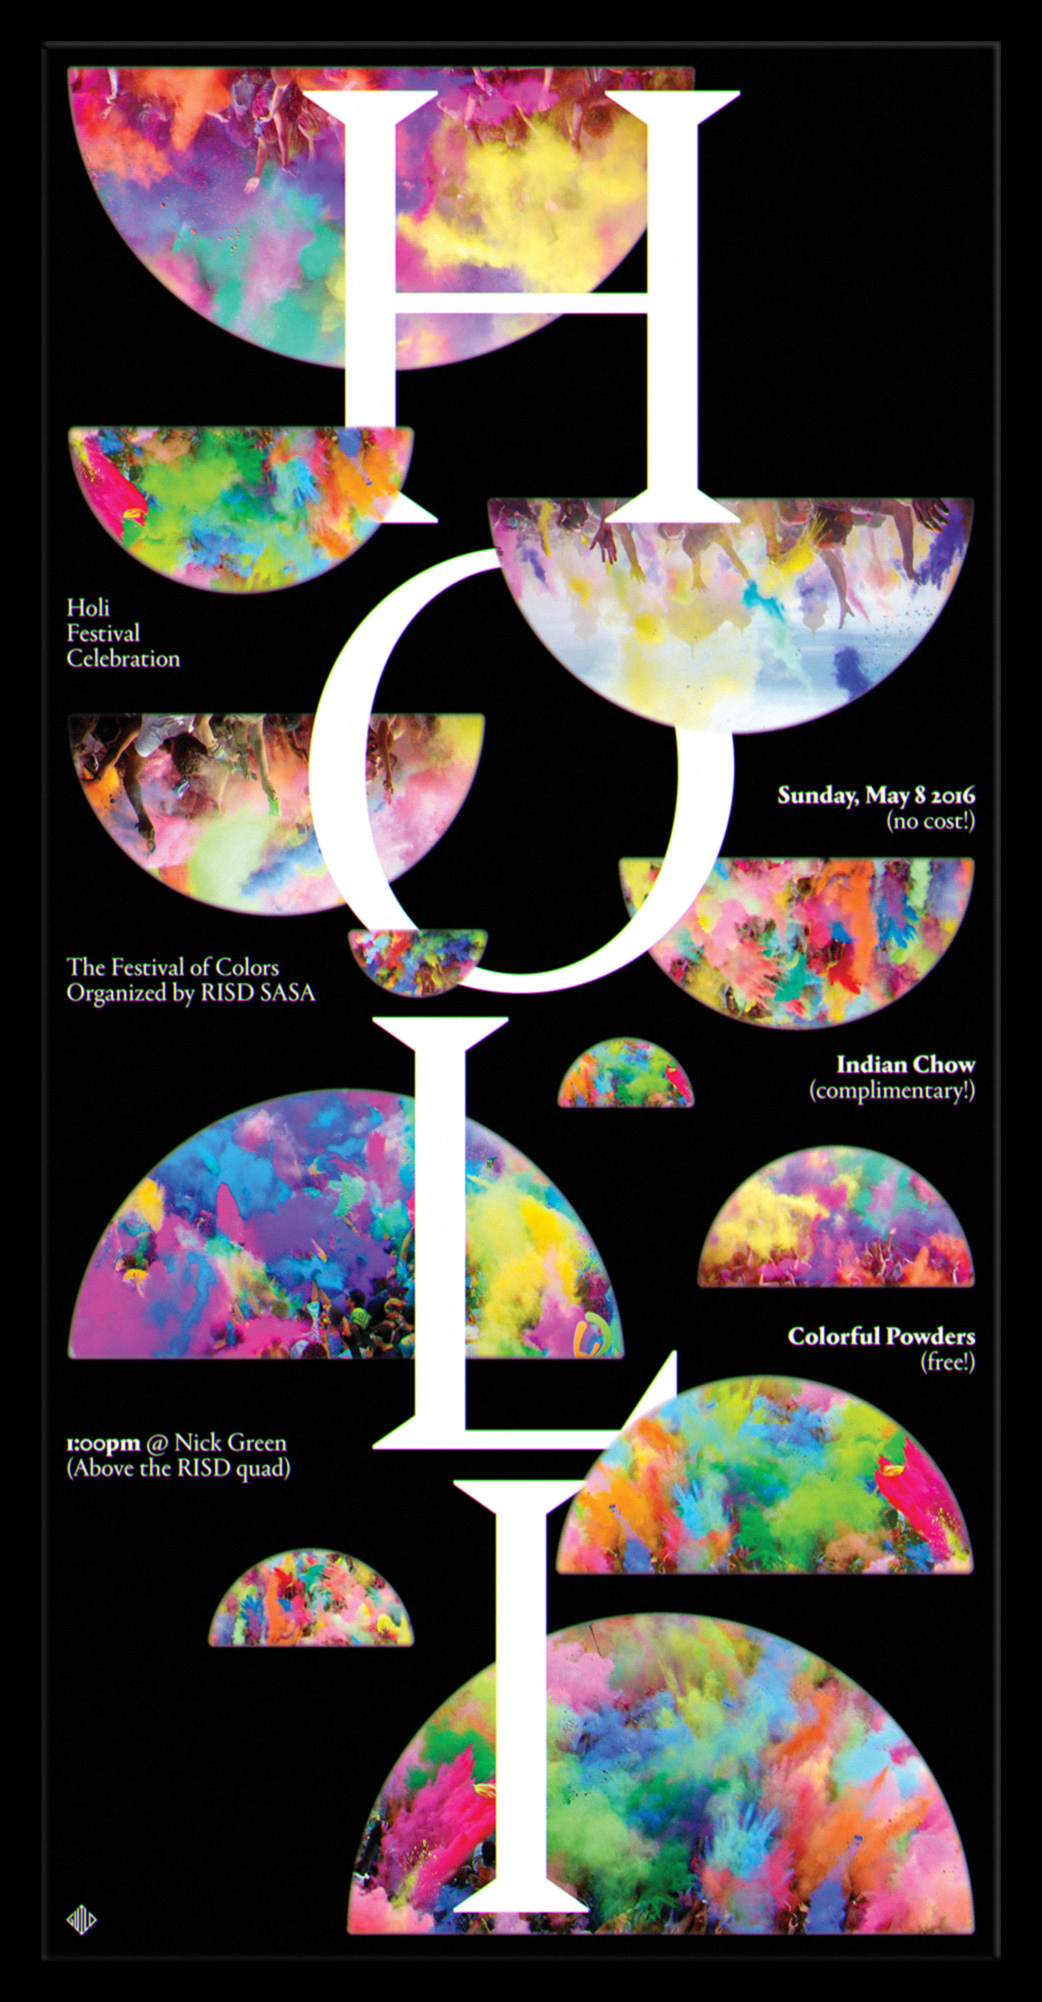 HOLI
Holi
Festival
Celebration
Sunday, May 8 2016
(no cost!)
The Festival of Colors
Organized by RISD SASA
Indian Chow
(complimentary!)
Colorful Powders
(free!)
1:00pm @ Nick Green
(Above the RISD quad)
GUILD